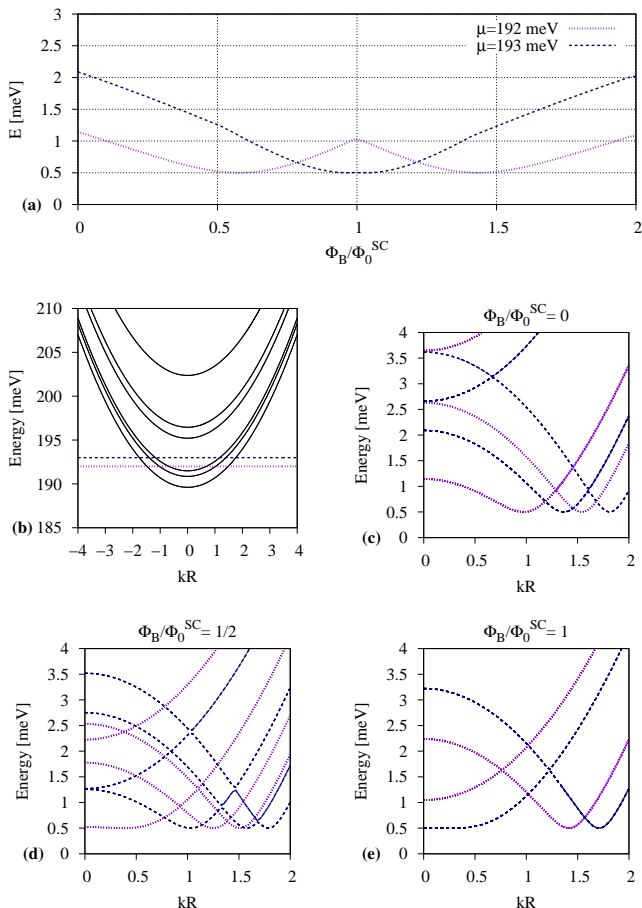 μ=192 meV
μ=193 meV
3
2.5
2
1.5
1
0.5
0
E [meV]
(a)
0 0.5 1 1.5 2
Φ_B/Φ_0^SC
210
205
200
195
190
185
Energy [meV]
(b)
−4 −3 −2 −1 0 1 2 3 4
kR
Φ_B/Φ_0^SC= 0
4
3.5
3
2.5
2
1.5
1
0.5
0
Energy [meV]
(c)
0 0.5 1 1.5 2
kR
Φ_B/Φ_0^SC= 1/2
4
3.5
3
2.5
2
1.5
1
0.5
0
Energy [meV]
(d)
0 0.5 1 1.5 2
kR
Φ_B/Φ_0^SC= 1
4
3.5
3
2.5
2
1.5
1
0.5
0
Energy [meV]
(e)
0 0.5 1 1.5 2
kR